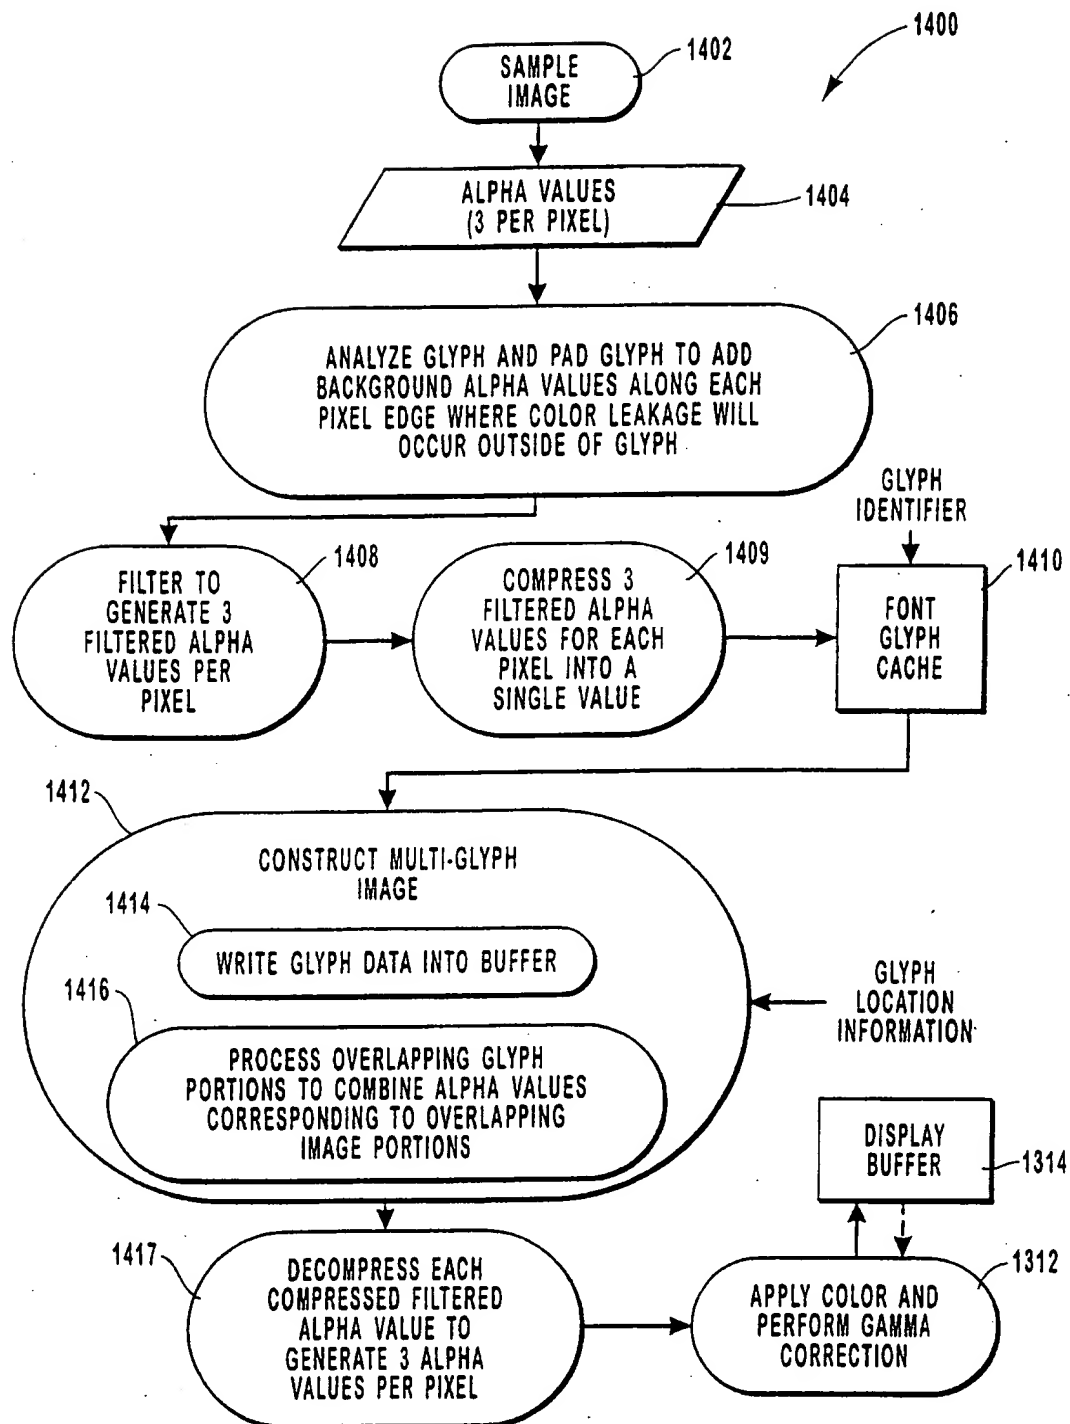 1400
1402
SAMPLE
IMAGE
ALPHA VALUES
(3 PER PIXEL)
1404
1406
ANALYZE GLYPH AND PAD GLYPH TO ADD
BACKGROUND ALPHA VALUES ALONG EACH
PIXEL EDGE WHERE COLOR LEAKAGE WILL
OCCUR OUTSIDE OF GLYPH
GLYPH
IDENTIFIER
1408
FILTER TO
GENERATE 3
FILTERED ALPHA
VALUES PER
PIXEL
1409
COMPRESS 3
FILTERED ALPHA
VALUES FOR EACH
PIXEL INTO A
SINGLE VALUE
1410
FONT
GLYPH
CACHE
1412
CONSTRUCT MULTI-GLYPH
IMAGE
1414
WRITE GLYPH DATA INTO BUFFER
1416
PROCESS OVERLAPPING GLYPH
PORTIONS TO COMBINE ALPHA VALUES
CORRESPONDING TO OVERLAPPING
IMAGE PORTIONS
GLYPH
LOCATION
INFORMATION
DISPLAY
BUFFER
1314
1417
DECOMPRESS EACH
COMPRESSED FILTERED
ALPHA VALUE TO
GENERATE 3 ALPHA
VALUES PER PIXEL
1312
APPLY COLOR AND
PERFORM GAMMA
CORRECTION